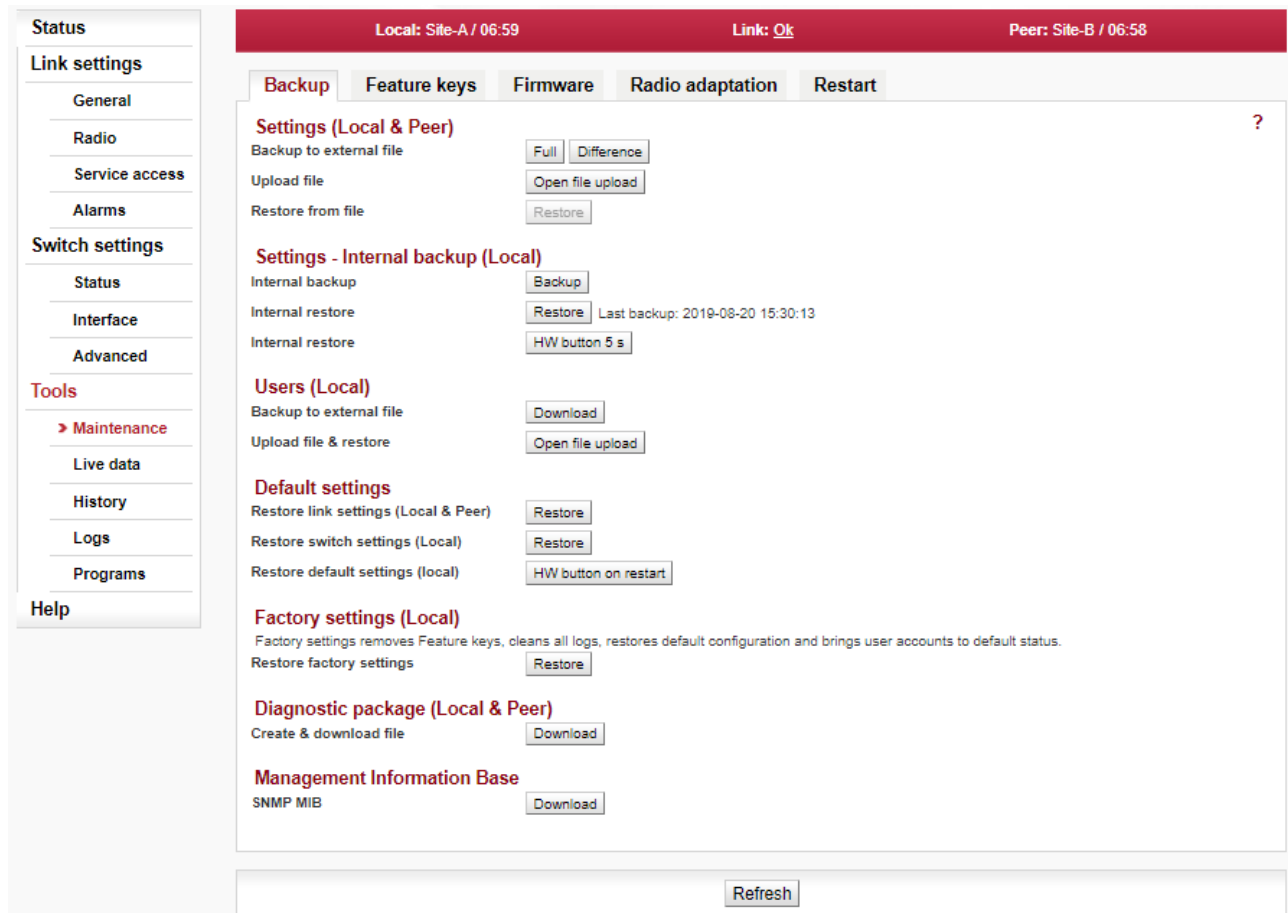 Status
Link settings
General
Radio
Service access
Alarms
Switch settings
Status
Interface
Advanced
Tools
Maintenance
Live data
History
Logs
Programs
Help
Local: Site-A / 06:59 Link: Ok Peer: Site-B / 06:58
Backup Feature keys Firmware Radio adaptation Restart
Settings (Local & Peer) ?
Backup to external file Full Difference
Upload file Open file upload
Restore from file Restore
Settings - Internal backup (Local)
Internal backup Backup
Internal restore Restore Last backup: 2019-08-20 15:30:13
Internal restore HW button 5 s
Users (Local)
Backup to external file Download
Upload file & restore Open file upload
Default settings
Restore link settings (Local & Peer) Restore
Restore switch settings (Local) Restore
Restore default settings (local) HW button on restart
Factory settings (Local)
Factory settings removes Feature keys, cleans all logs, restores default configuration and brings user accounts to default status.
Restore factory settings Restore
Diagnostic package (Local & Peer)
Create & download file Download
Management Information Base
SNMP MIB Download
Refresh